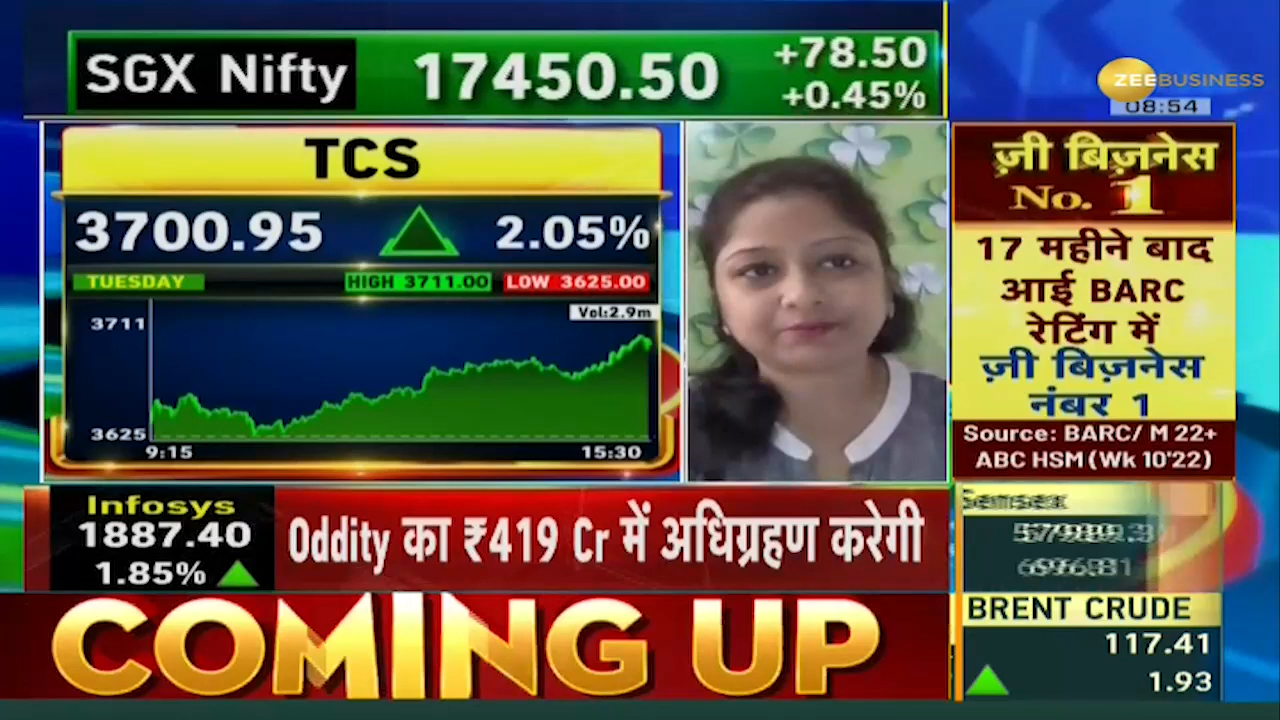 SGX Nifty
17450.50
+78.50
+0.45%
ZEEBUSINESS
08:54
TCS
3700.95
2.05%
TUESDAY
HIGH 3711.00
LOW 3625.00
Vol:2.9m
3711
3625
9:15
15:30
ज़ी बिज़नेस
No. 1
17 महीने बाद
आई BARC
रेटिंग में
ज़ी बिज़नेस
नंबर 1
Source: BARC/ M 22+
ABC HSM (Wk 10'22)
Infosys
1887.40
1.85%
Oddity का ₹419 Cr में अधिग्रहण करेगी
Sensex
COMING UP
BRENT CRUDE
117.41
1.93